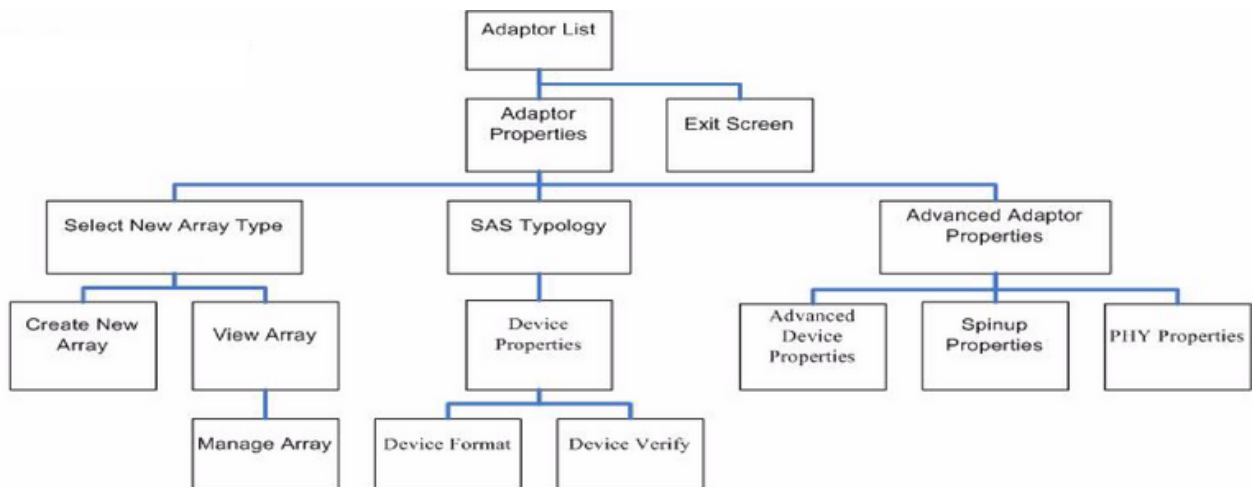 Adaptor List
Adaptor
Properties
Exit Screen
Select New Array Type
SAS Typology
Advanced Adaptor
Properties
Create New
Array
View Array
Device
Properties
Advanced
Device
Properties
Spinup
Properties
PHY Properties
Manage Array
Device Format
Device Verify